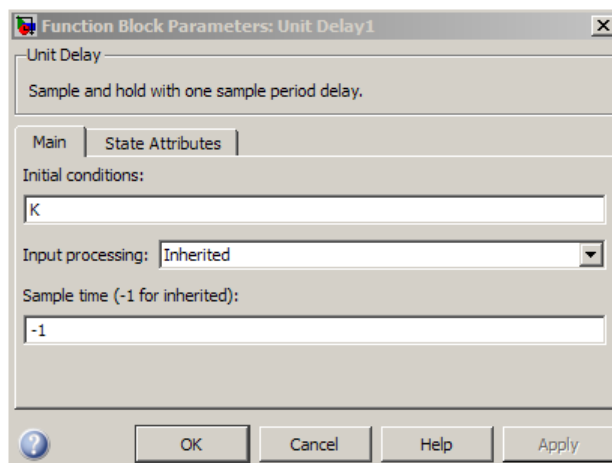 Function Block Parameters: Unit Delay1
Unit Delay
Sample and hold with one sample period delay.
Main State Attributes
Initial conditions:
K
Input processing: Inherited
Sample time (-1 for inherited):
-1
OK Cancel Help Apply